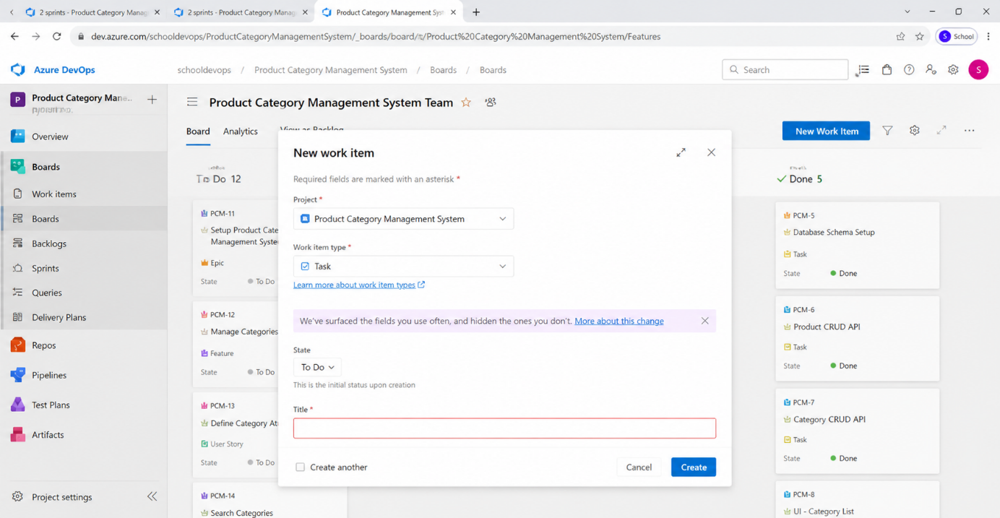 2 sprints - Product Category Manag
2 sprints - Product Category Manag
Product Category Management Sys
dev.azure.com/schooldevops/ProductCategoryManagementSystem/_boards/board/t/Product%20Category%20Management%20System/Features
S School
Azure DevOps
schooldevops / Product Category Management System / Boards / Boards
Search
S
P Product Category Mane..
Product Category Management System Team
Overview
Boards
Work items
Boards
Backlogs
Sprints
Queries
Delivery Plans
Repos
Pipelines
Test Plans
Artifacts
Project settings
Board Analytics View as Backlog
New Work Item
To Do 12
PCM-11
Setup Product Cate
Management Syste
Epic
State To Do
PCM-12
Manage Categories
Feature
State To Do
PCM-13
Define Category At
User Story
State To Do
PCM-14
Search Categories
New work item
Required fields are marked with an asterisk *
Project *
Product Category Management System
Work item type *
Task
Learn more about work item types
We've surfaced the fields you use often, and hidden the ones you don't. More about this change
State
To Do
This is the initial status upon creation
Title *
Create another
Cancel
Create
Done 5
PCM-5
Database Schema Setup
Task
State Done
PCM-6
Product CRUD API
Task
State Done
PCM-7
Category CRUD API
Task
State Done
PCM-8
UI - Category List